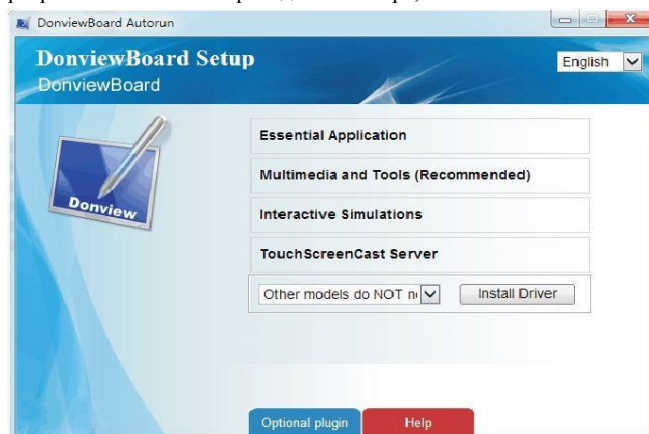 DonviewBoard Autorun
DonviewBoard Setup
English
DonviewBoard
Donview
Essential Application
Multimedia and Tools (Recommended)
Interactive Simulations
TouchScreenCast Server
Other models do NOT
Install Driver
Optional plugin
Help